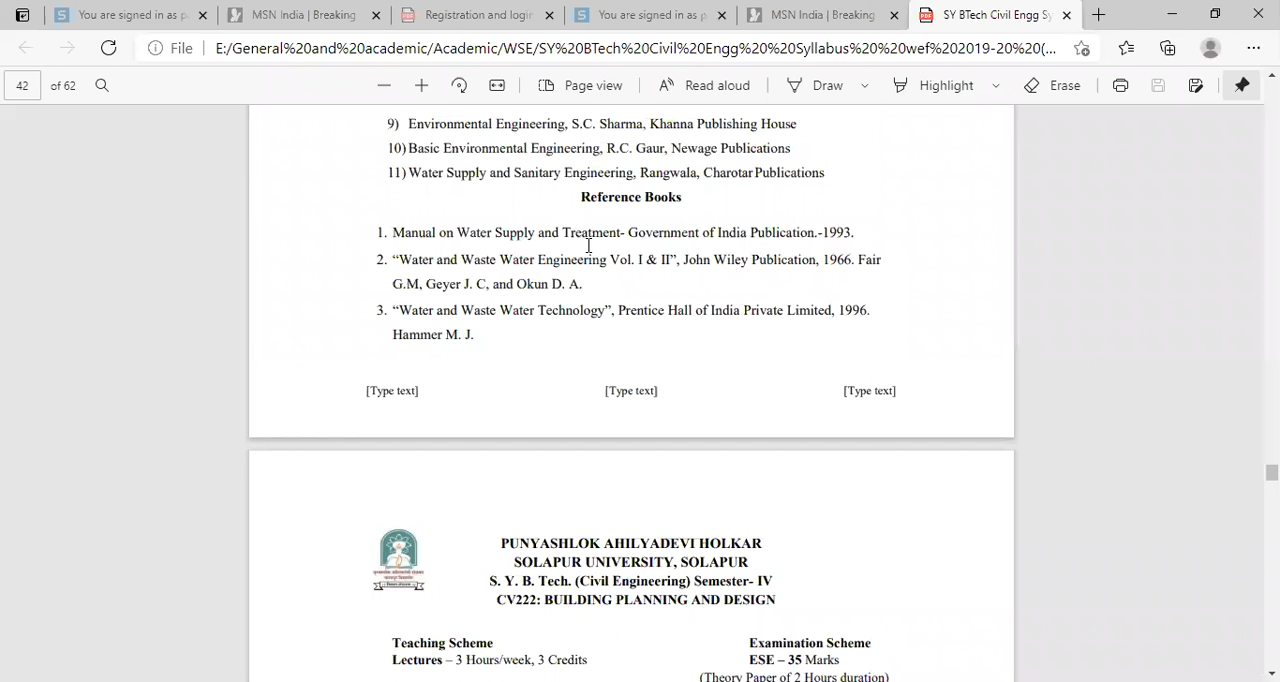 You are signed in as p
MSN India | Breaking
Registration and login
You are signed in as p
MSN India | Breaking
SY BTech Civil Engg Sy
File
E:/General%20and%20academic/Academic/WSE/SY%20BTech%20Civil%20Engg%20%20Syllabus%20%20wef%202019-20%20(...
42 of 62
Page view
Read aloud
Draw
Highlight
Erase
9) Environmental Engineering, S.C. Sharma, Khanna Publishing House
10) Basic Environmental Engineering, R.C. Gaur, Newage Publications
11) Water Supply and Sanitary Engineering, Rangwala, Charotar Publications
Reference Books
1. Manual on Water Supply and Treatment- Government of India Publication.-1993.
2. “Water and Waste Water Engineering Vol. I & II”, John Wiley Publication, 1966. Fair
G.M, Geyer J. C, and Okun D. A.
3. “Water and Waste Water Technology”, Prentice Hall of India Private Limited, 1996.
Hammer M. J.
[Type text] [Type text] [Type text]
PUNYASHLOK AHILYADEVI HOLKAR
SOLAPUR UNIVERSITY, SOLAPUR
S. Y. B. Tech. (Civil Engineering) Semester- IV
CV222: BUILDING PLANNING AND DESIGN
Teaching Scheme Examination Scheme
Lectures – 3 Hours/week, 3 Credits ESE – 35 Marks
(Theory Paper of 2 Hours duration)